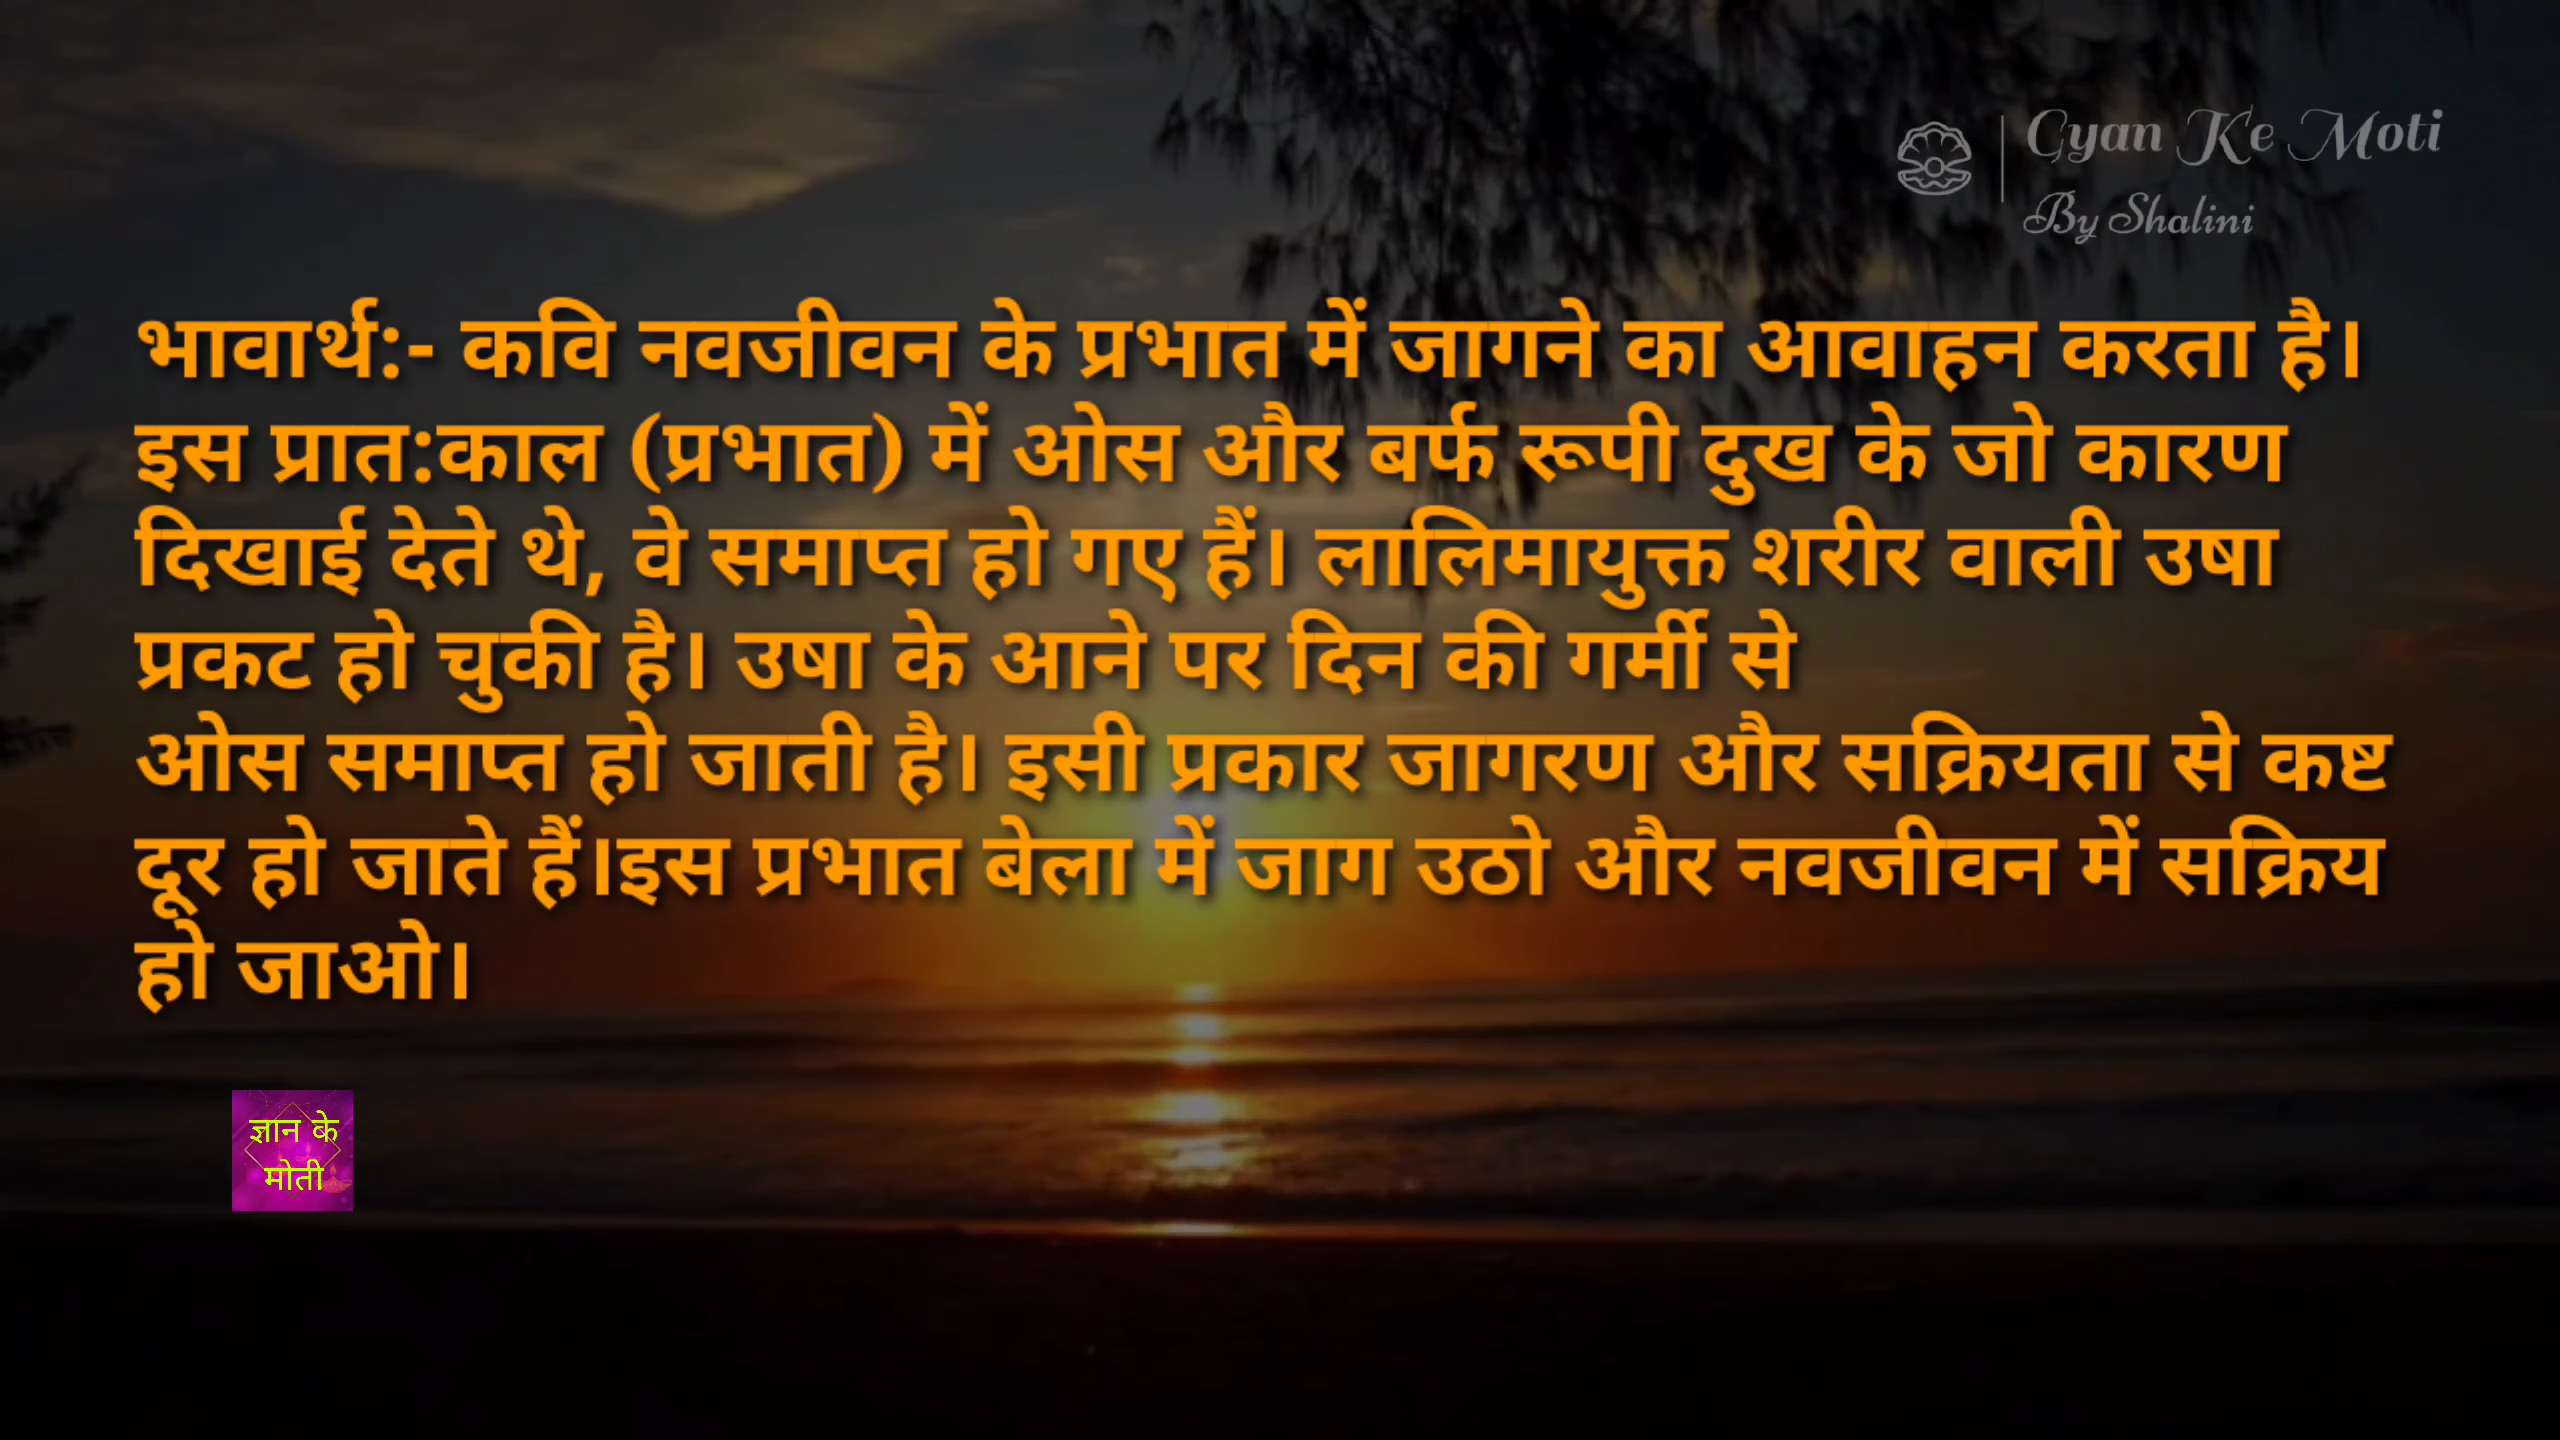 Gyan Ke Moti
By Shalini
भावार्थ:- कवि नवजीवन के प्रभात में जागने का आवाहन करता है।
इस प्रात:काल (प्रभात) में ओस और बर्फ रूपी दुख के जो कारण
दिखाई देते थे, वे समाप्त हो गए हैं। लालिमायुक्त शरीर वाली उषा
प्रकट हो चुकी है। उषा के आने पर दिन की गर्मी से
ओस समाप्त हो जाती है। इसी प्रकार जागरण और सक्रियता से कष्ट
दूर हो जाते हैं।इस प्रभात बेला में जाग उठो और नवजीवन में सक्रिय
हो जाओ।
ज्ञान के
मोती